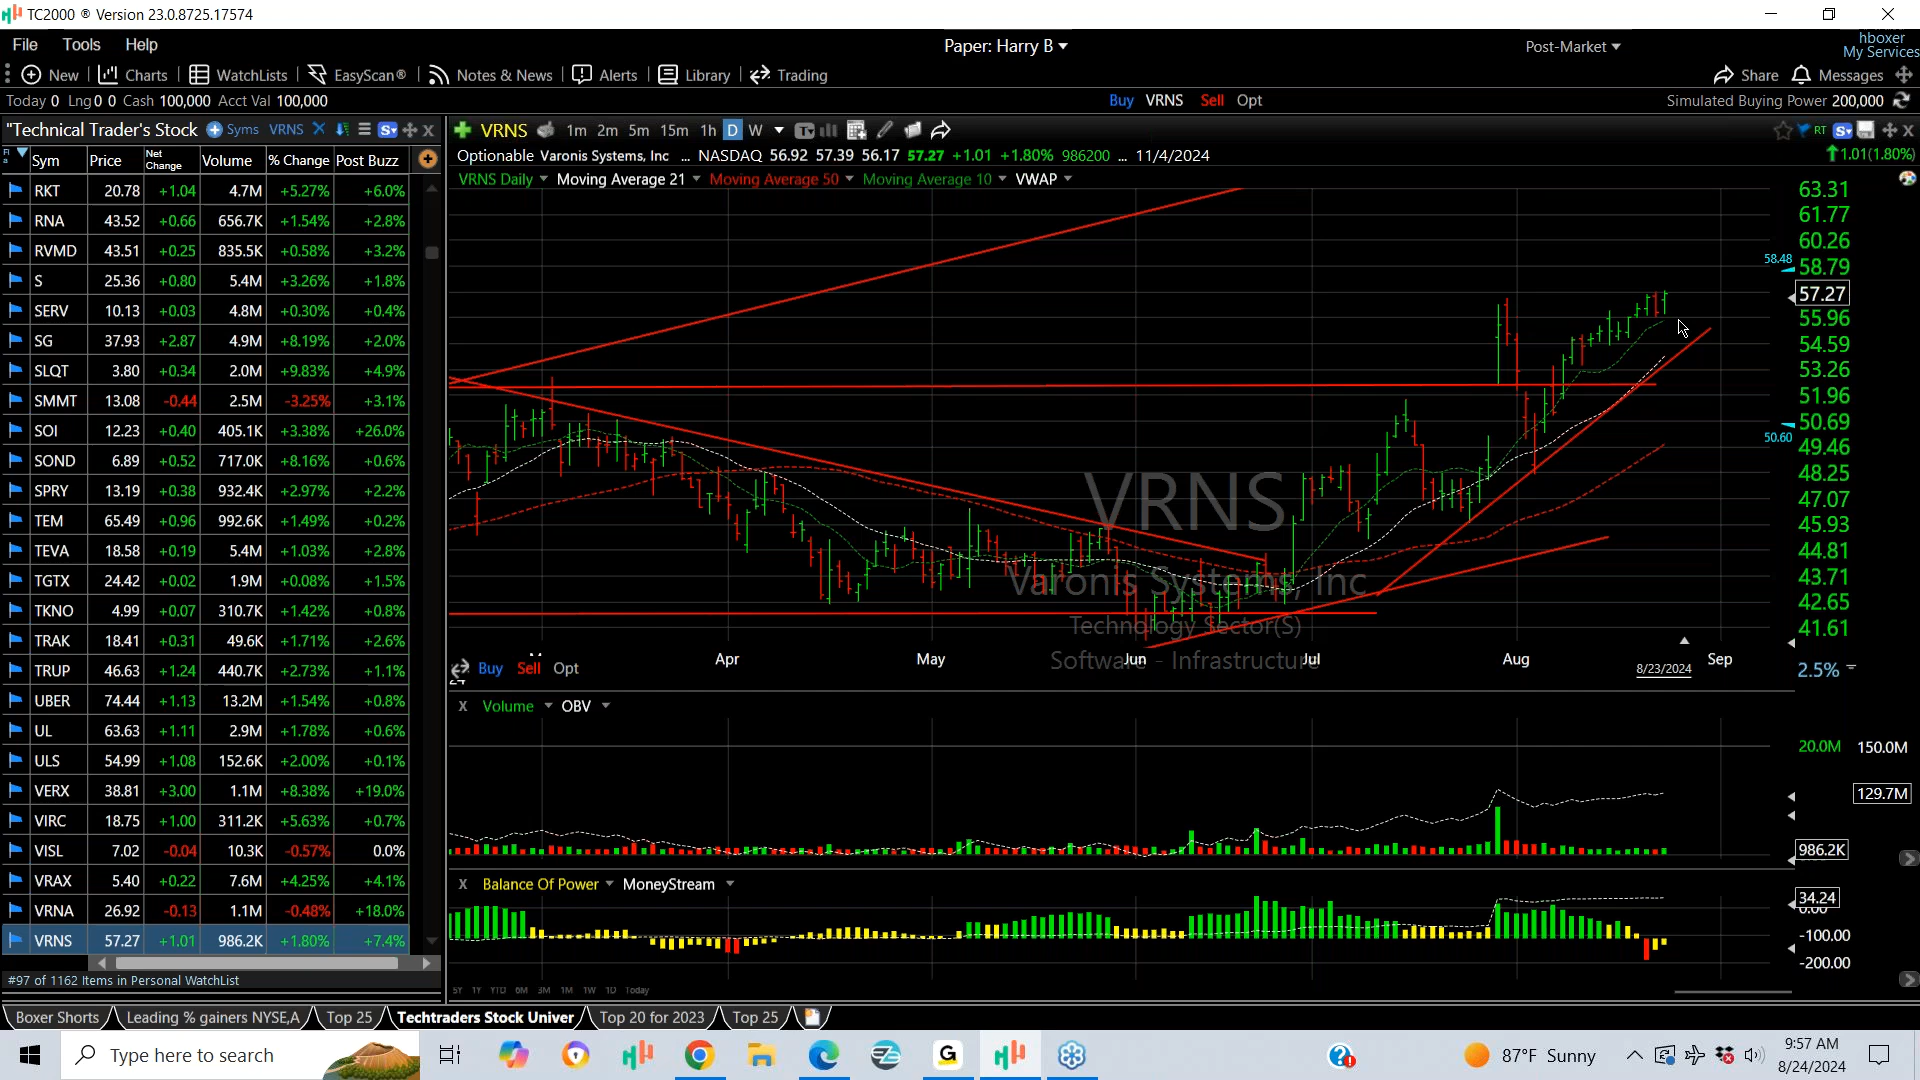 TC2000 ® Version 23.0.8725.17574
File Tools Help
Paper: Harry B
Post-Market
hboxer
My Services
New Charts WatchLists EasyScan® Notes & News Alerts Library Trading
Share Messages
Today 0 Lng 0 0 Cash 100,000 Acct Val 100,000
Buy VRNS Sell Opt
Simulated Buying Power 200,000
"Technical Trader's Stock Syms VRNS
VRNS 1m 2m 5m 15m 1h D W
RT
Sym Price Net Change Volume % Change Post Buzz
Optionable Varonis Systems, Inc ... NASDAQ 56.92 57.39 56.17 57.27 +1.01 +1.80% 986200 ... 11/4/2024
1.01(1.80%)
VRNS Daily Moving Average 21 Moving Average 50 Moving Average 10 VWAP
RKT 20.78 +1.04 4.7M +5.27% +6.0%
RNA 43.52 +0.66 656.7K +1.54% +2.8%
RVMD 43.51 +0.25 835.5K +0.58% +3.2%
S 25.36 +0.80 5.4M +3.26% +1.8%
SERV 10.13 +0.03 4.8M +0.30% +0.4%
SG 37.93 +2.87 4.9M +8.19% +2.0%
SLQT 3.80 +0.34 2.0M +9.83% +4.9%
SMMT 13.08 -0.44 2.5M -3.25% +3.1%
SOI 12.23 +0.40 405.1K +3.38% +26.0%
SOND 6.89 +0.52 717.0K +8.16% +0.6%
SPRY 13.19 +0.38 932.4K +2.97% +2.2%
TEM 65.49 +0.96 992.6K +1.49% +0.2%
TEVA 18.58 +0.19 5.4M +1.03% +2.8%
TGTX 24.42 +0.02 1.9M +0.08% +1.5%
TKNO 4.99 +0.07 310.7K +1.42% +0.8%
TRAK 18.41 +0.31 49.6K +1.71% +2.6%
TRUP 46.63 +1.24 440.7K +2.73% +1.1%
UBER 74.44 +1.13 13.2M +1.54% +0.8%
UL 63.63 +1.11 2.9M +1.78% +0.6%
ULS 54.99 +1.08 152.6K +2.00% +0.1%
VERX 38.81 +3.00 1.1M +8.38% +19.0%
VIRC 18.75 +1.00 311.2K +5.63% +0.7%
VISL 7.02 -0.04 10.3K -0.57% 0.0%
VRAX 5.40 +0.22 7.6M +4.25% +4.1%
VRNA 26.92 -0.13 1.1M -0.48% +18.0%
VRNS 57.27 +1.01 986.2K +1.80% +7.4%
#97 of 1162 Items in Personal WatchList
63.31
61.77
60.26
58.48
58.79
57.27
55.96
54.59
53.26
51.96
50.69
50.60
49.46
48.25
47.07
45.93
44.81
43.71
42.65
41.61
2.5%
VRNS
Varonis Systems, Inc
Technology Sector(S)
Software - Infrastructure
Apr May Jun Jul Aug 8/23/2024 Sep
Buy Sell Opt
24
X Volume OBV
20.0M 150.0M
129.7M
986.2K
X Balance Of Power MoneyStream
34.24
0.00
-100.00
-200.00
5Y 1Y YTD 6M 3M 1M 1W 1D Today
Boxer Shorts Leading % gainers NYSE,A Top 25 Techtraders Stock Univer Top 20 for 2023 Top 25
Type here to search
87°F Sunny
9:57 AM
8/24/2024